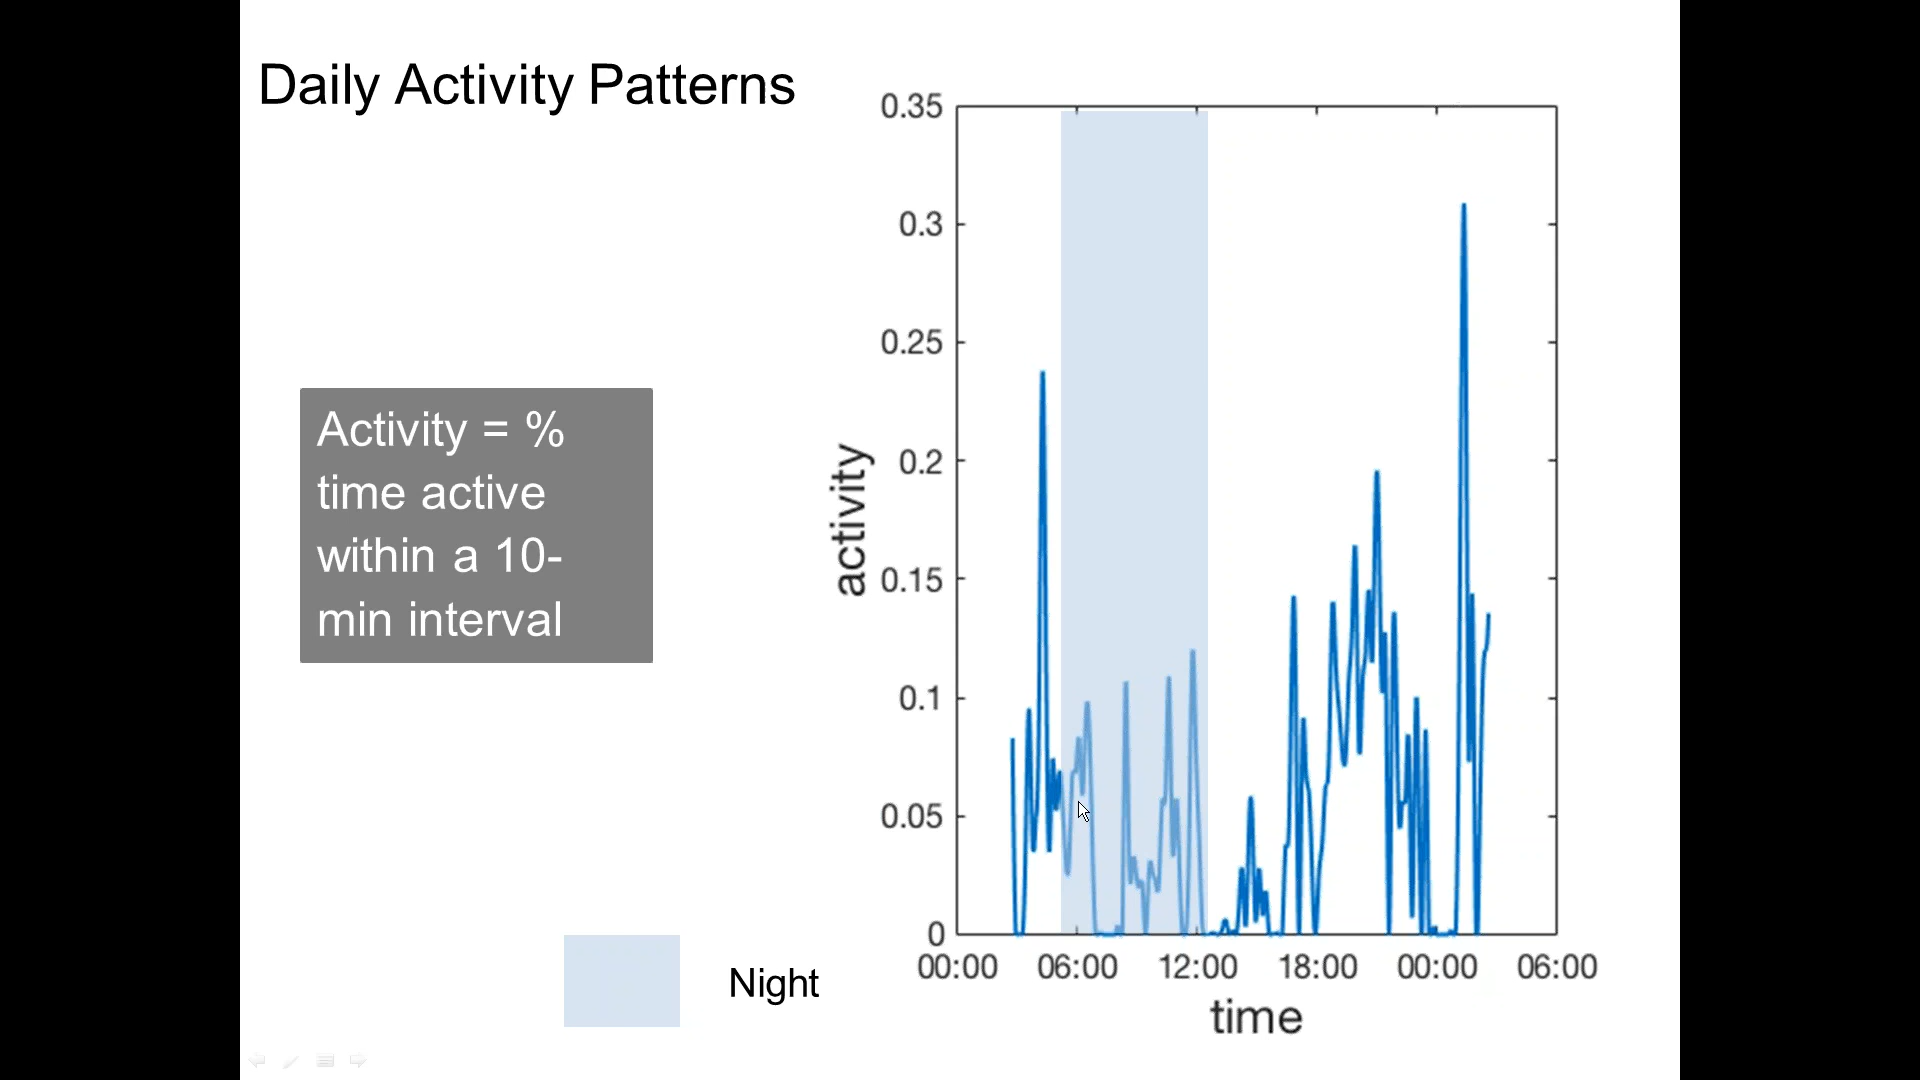 Daily Activity Patterns
Activity = %
time active
within a 10-
min interval
Night
activity
0.35
0.3
0.25
0.2
0.15
0.1
0.05
0
00:00 06:00 12:00 18:00 00:00 06:00
time